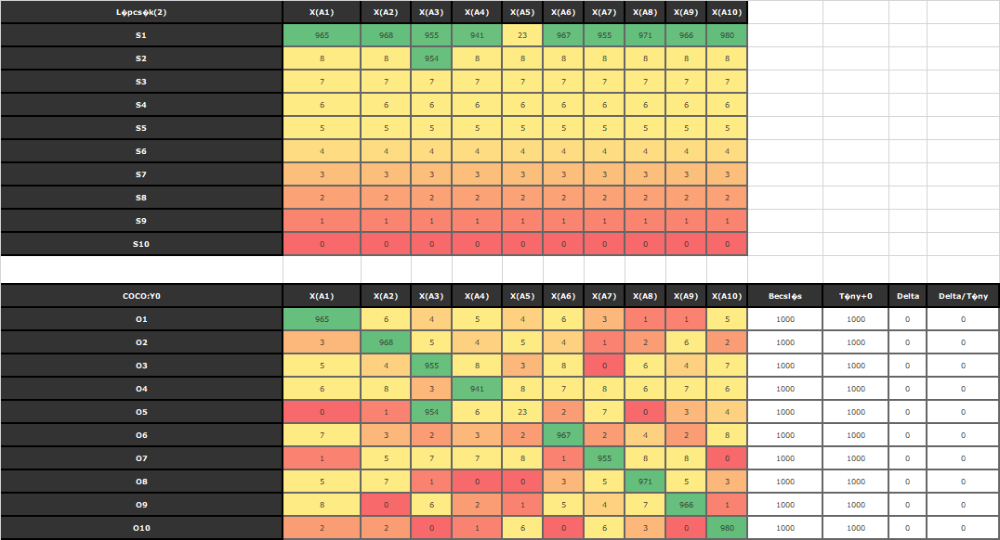 L�pcs�k(2) X(A1) X(A2) X(A3) X(A4) X(A5) X(A6) X(A7) X(A8) X(A9) X(A10)
S1 965 968 955 941 23 967 955 971 966 980
S2 8 8 954 8 8 8 8 8 8 8
S3 7 7 7 7 7 7 7 7 7 7
S4 6 6 6 6 6 6 6 6 6 6
S5 5 5 5 5 5 5 5 5 5 5
S6 4 4 4 4 4 4 4 4 4 4
S7 3 3 3 3 3 3 3 3 3 3
S8 2 2 2 2 2 2 2 2 2 2
S9 1 1 1 1 1 1 1 1 1 1
S10 0 0 0 0 0 0 0 0 0 0
COCO:Y0 X(A1) X(A2) X(A3) X(A4) X(A5) X(A6) X(A7) X(A8) X(A9) X(A10) Becsl�s T�ny+0 Delta Delta/T�ny
O1 965 6 4 5 4 6 3 1 1 5 1000 1000 0 0
O2 3 968 5 4 5 4 1 2 6 2 1000 1000 0 0
O3 5 4 955 8 3 8 0 6 4 7 1000 1000 0 0
O4 6 8 3 941 8 7 8 6 7 6 1000 1000 0 0
O5 0 1 954 6 23 2 7 0 3 4 1000 1000 0 0
O6 7 3 2 3 2 967 2 4 2 8 1000 1000 0 0
O7 1 5 7 7 8 1 955 8 8 0 1000 1000 0 0
O8 5 7 1 0 0 3 5 971 5 3 1000 1000 0 0
O9 8 0 6 2 1 5 4 7 966 1 1000 1000 0 0
O10 2 2 0 1 6 0 6 3 0 980 1000 1000 0 0